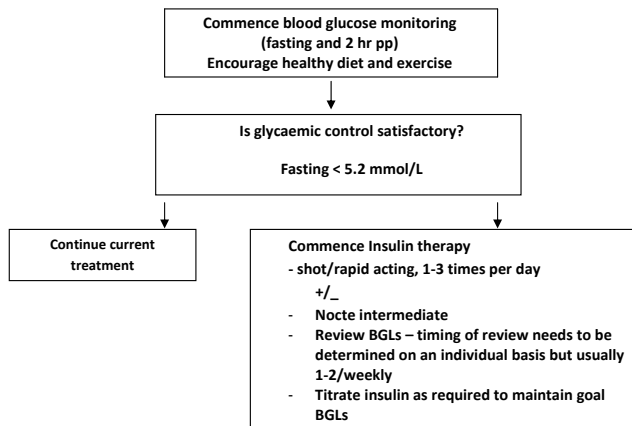 Commence blood glucose monitoring
(fasting and 2 hr pp)
Encourage healthy diet and exercise
Is glycaemic control satisfactory?
Fasting < 5.2 mmol/L
Continue current
treatment
Commence Insulin therapy
- shot/rapid acting, 1-3 times per day
+/_
- Nocte intermediate
- Review BGLs – timing of review needs to be
determined on an individual basis but usually
1-2/weekly
- Titrate insulin as required to maintain goal
BGLs